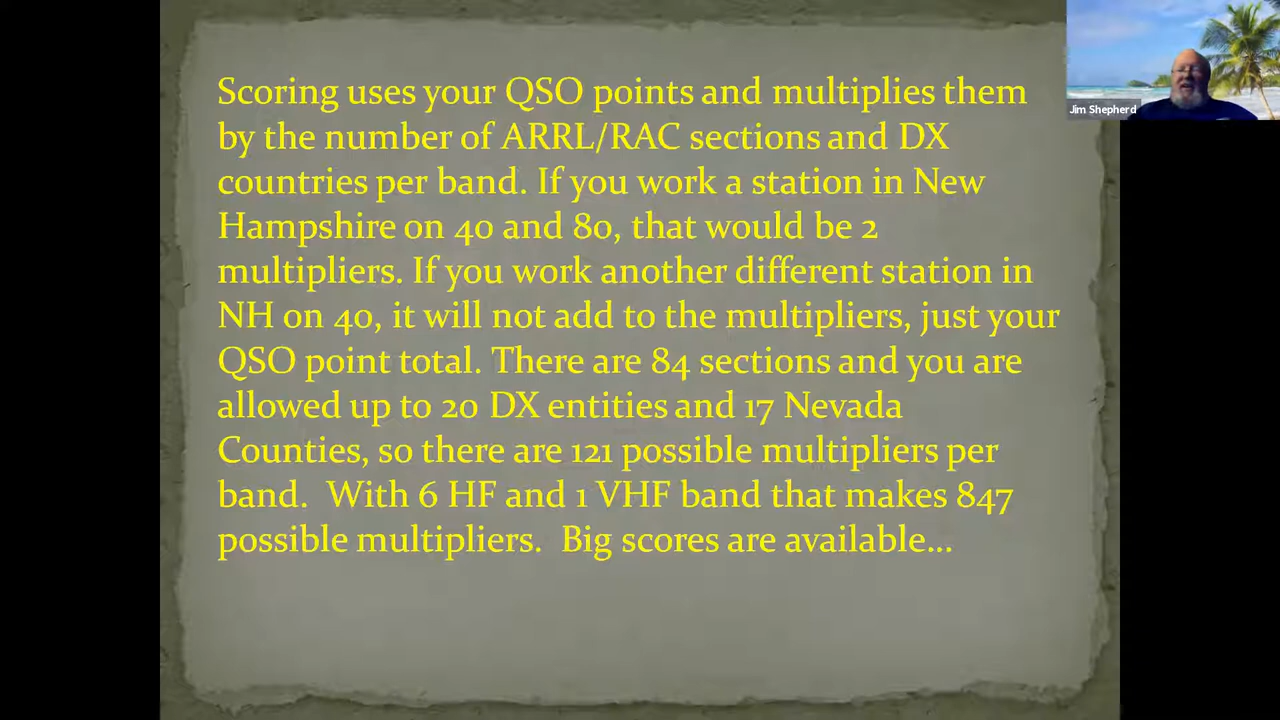 Scoring uses your QSO points and multiplies them
by the number of ARRL/RAC sections and DX
countries per band. If you work a station in New
Hampshire on 40 and 80, that would be 2
multipliers. If you work another different station in
NH on 40, it will not add to the multipliers, just your
QSO point total. There are 84 sections and you are
allowed up to 20 DX entities and 17 Nevada
Counties, so there are 121 possible multipliers per
band.  With 6 HF and 1 VHF band that makes 847
possible multipliers.  Big scores are available...
Jim Shepherd